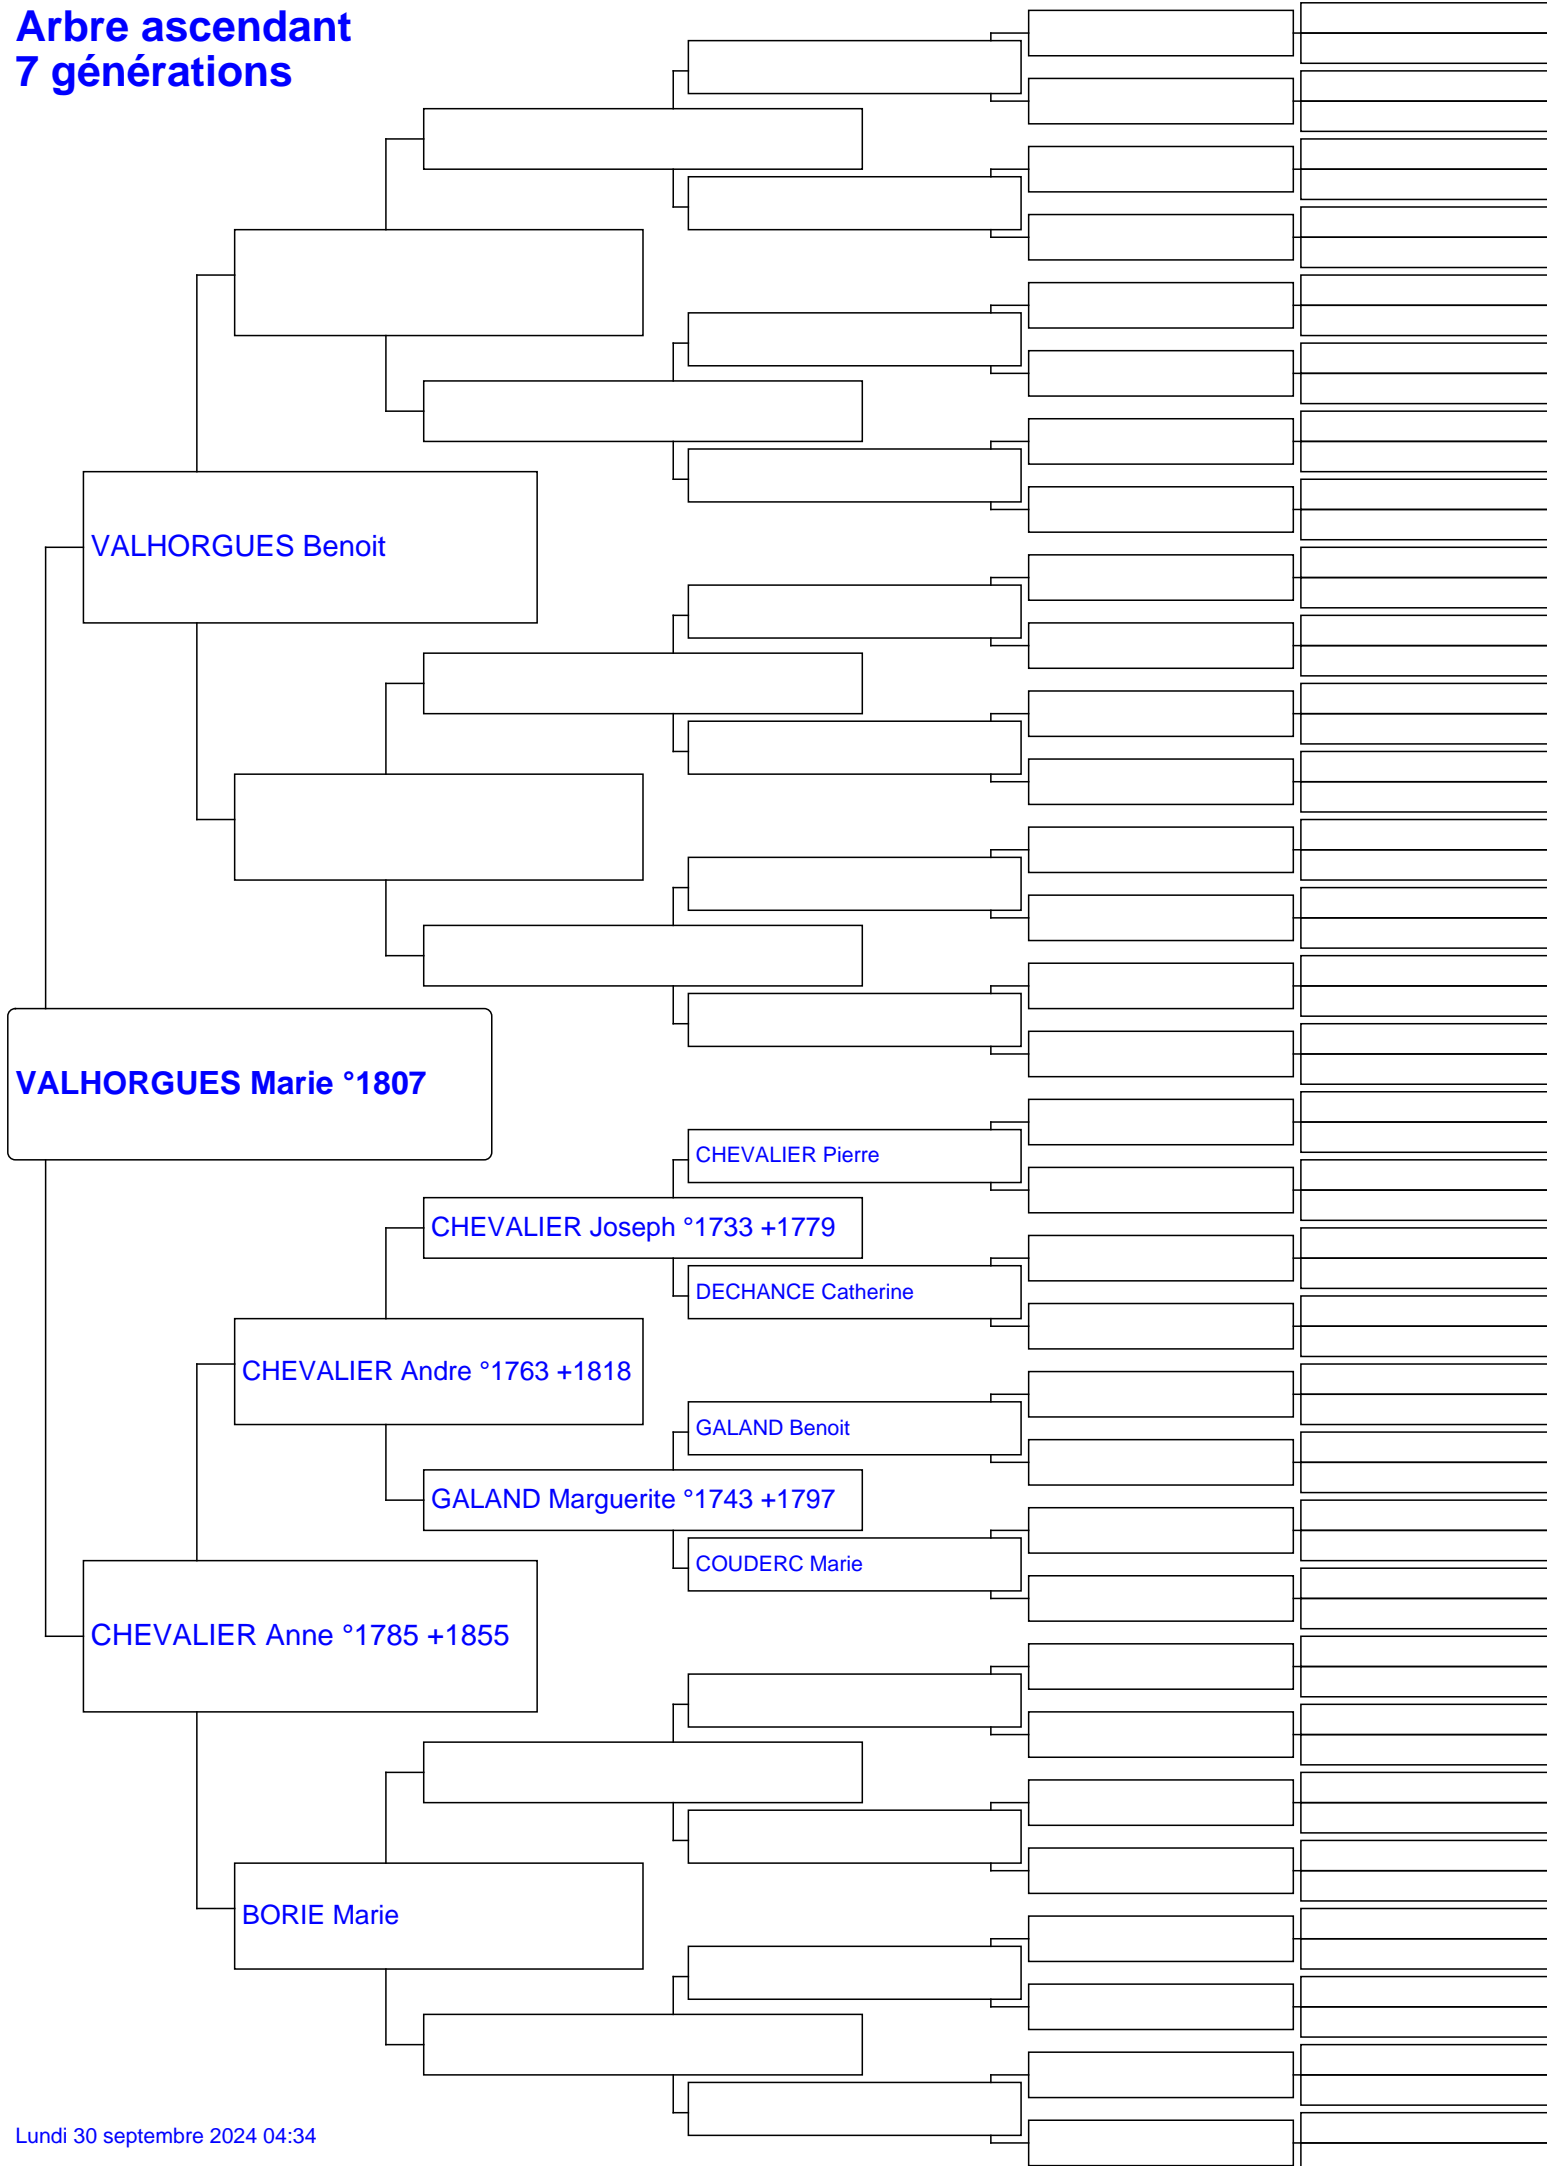 Arbre ascendant
7 générations
VALHORGUES Benoit
VALHORGUES Marie °1807
CHEVALIER Pierre
CHEVALIER Joseph °1733 +1779
DECHANCE Catherine
CHEVALIER Andre °1763 +1818
GALAND Benoit
GALAND Marguerite °1743 +1797
COUDERC Marie
CHEVALIER Anne °1785 +1855
BORIE Marie
Lundi 30 septembre 2024 04:34